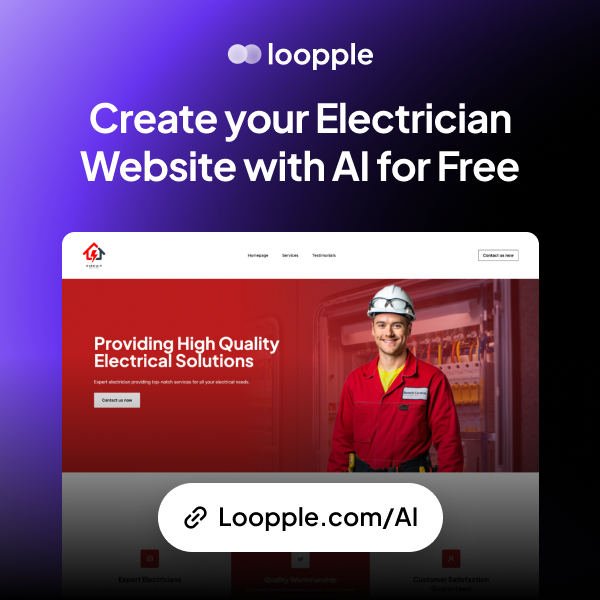 loopple
Create your Electrician
Website with AI for Free
Homepage Services Testimonials Contact us now
Providing High Quality
Electrical Solutions
Expert electrician providing top-notch services for all your electrical needs.
Contact us now
Loopple.com/AI
Expert Electricians Quality Workmanship Customer Satisfaction
Guaranteed